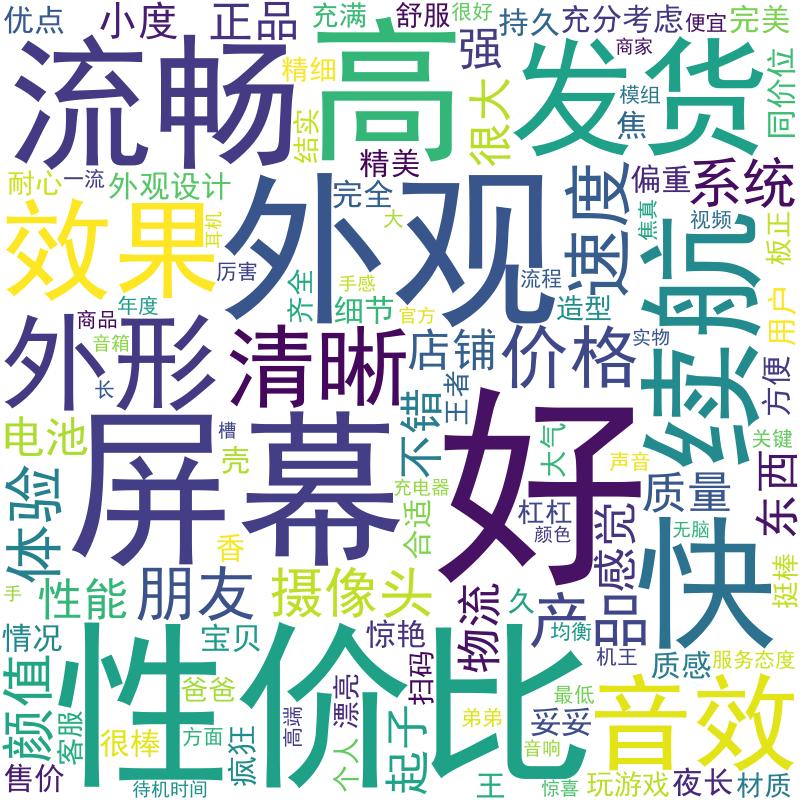 优点
小度
正品
充满
舒服
很好
持久
充分考虑
便宜
完美
流畅
高
强
发货
商家
精细
结实
很大
模组
焦
同价位
精美
耐心
一流
外观设计
完全
外观
速度
偏重
系统
效果
耳机
大
焦真
视频
板正
厉害
齐全
手感
细节
官方
流程
造型
续航
用户
年度
商品
音箱
外形
长
清晰
店铺
王者
价格
实物
方便
屏幕
好
不错
电池
槽
壳
大气
关键
声音
充电器
质量
东西
体验
合适
杠杠
颜色
感觉
无脑
快
香
挺棒
手
性能
朋友
摄像头
物流
久
产品
均衡
情况
性价比
宝贝
惊艳
扫码
机王
质感
服务态度
颜值
客服
爸爸
漂亮
最低
音效
很棒
方面
疯狂
高端
个人
起子
弟弟
妥妥
音响
售价
待机时间
王
惊喜
玩游戏
夜长
材质